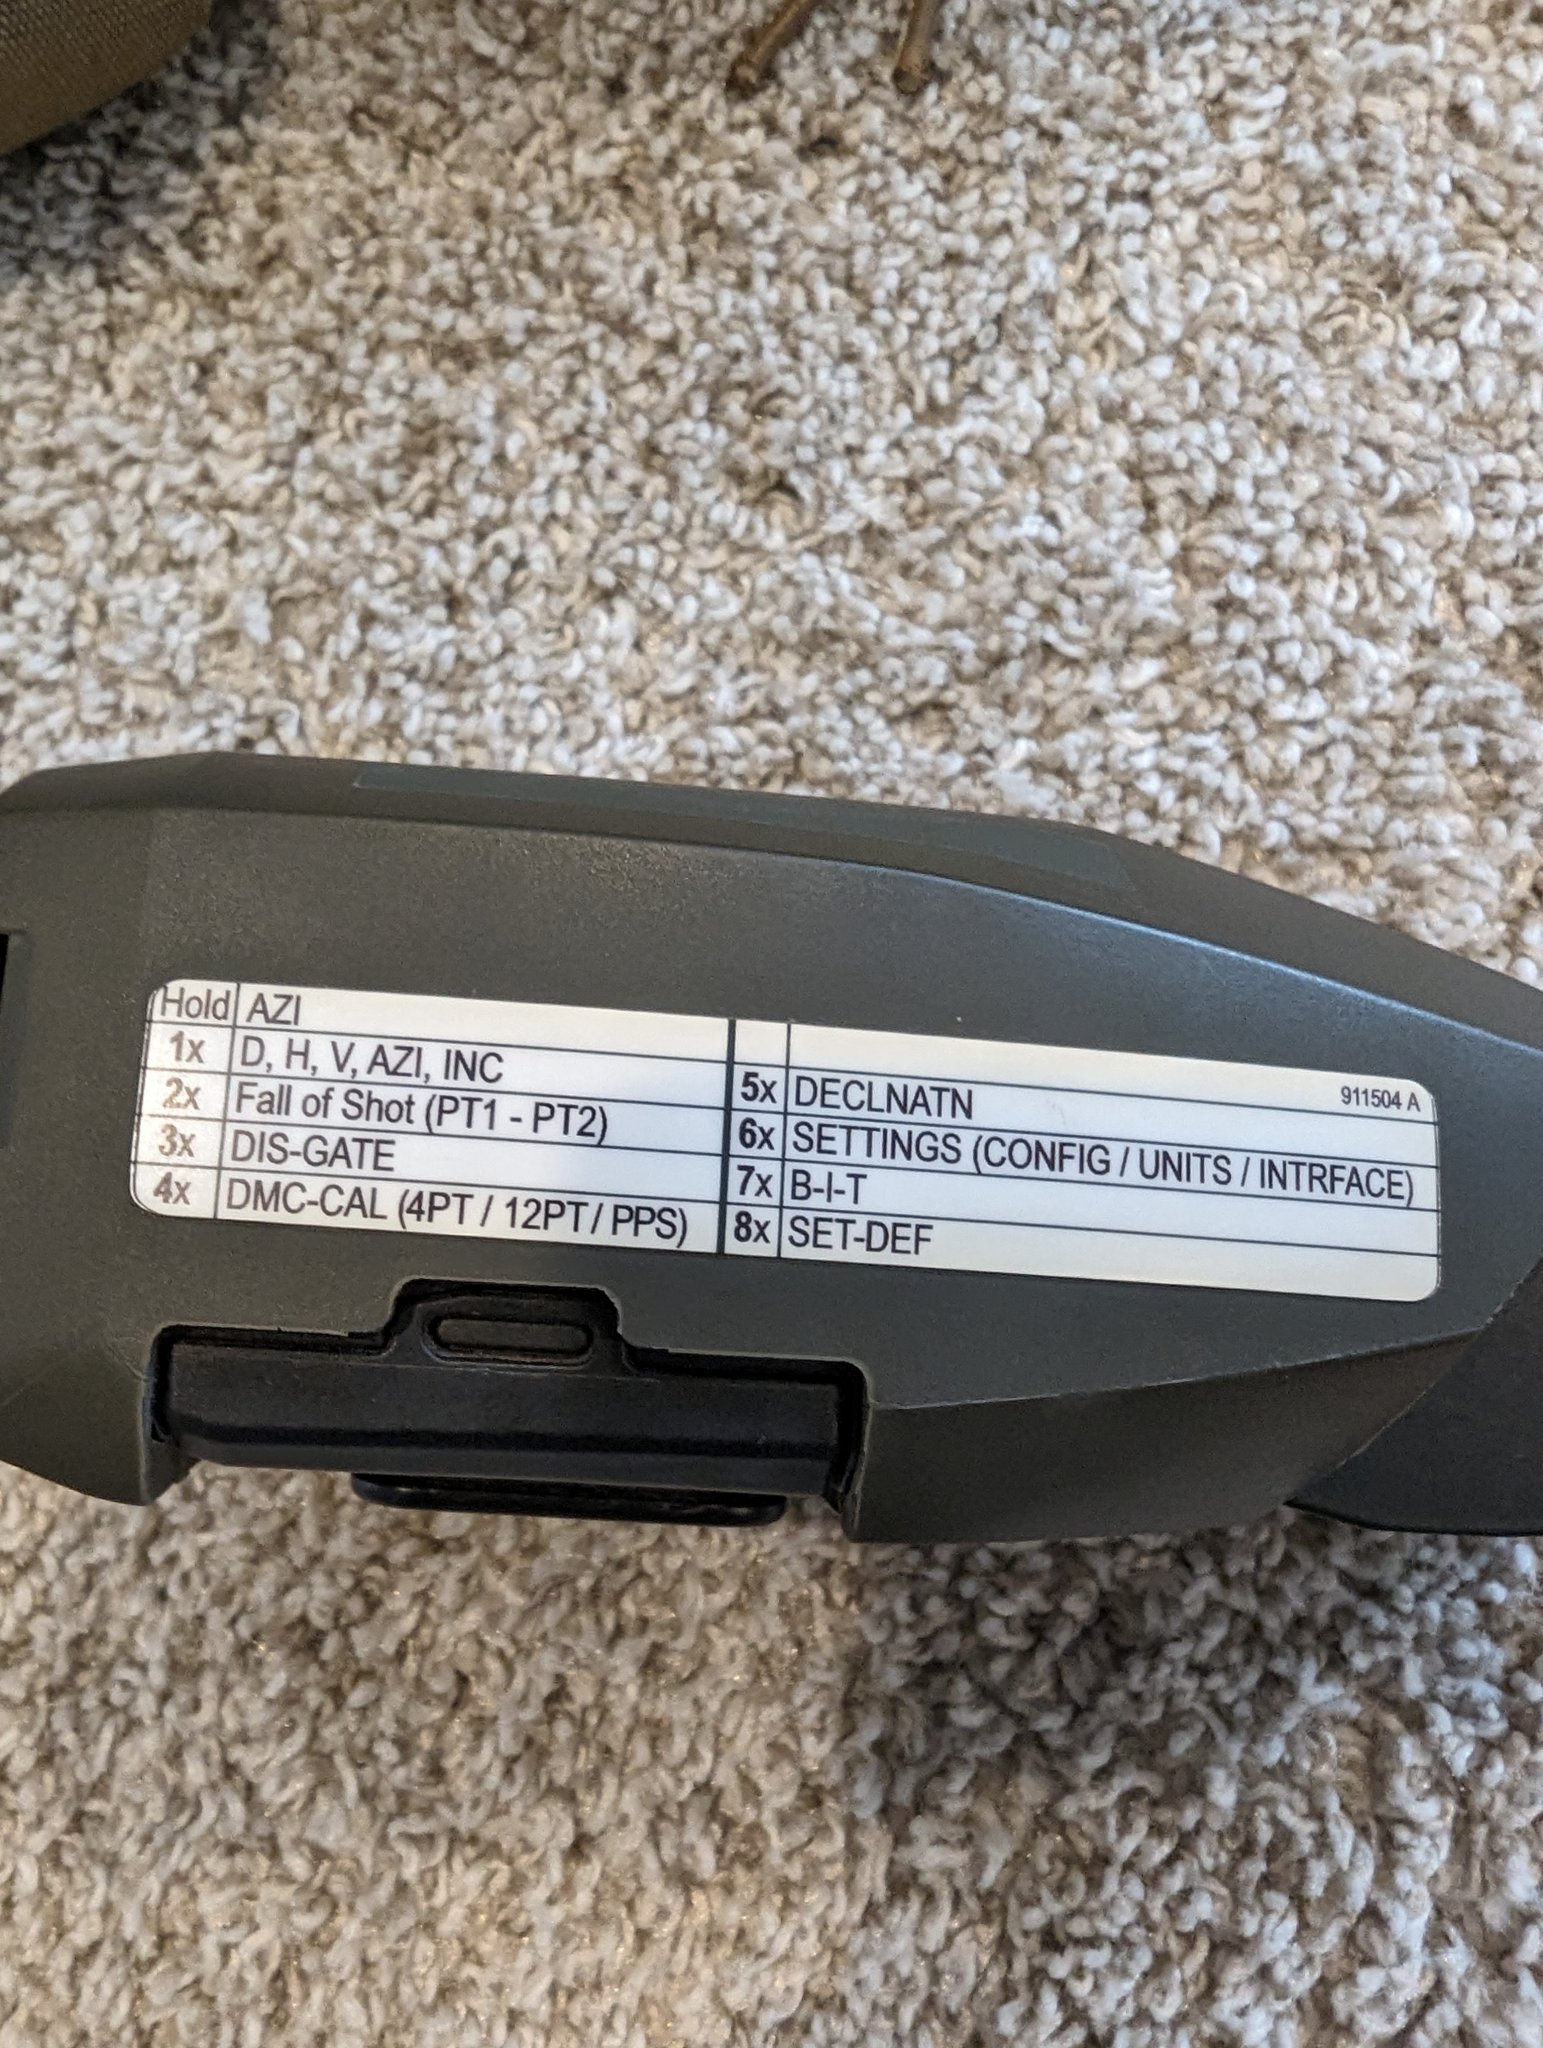 Hold AZI
1x D, H, V, AZI, INC
2x Fall of Shot (PT1 - PT2)
3x DIS-GATE
4x DMC-CAL (4PT / 12PT / PPS)
5x DECLNATN
911504 A
6x SETTINGS (CONFIG / UNITS / INTRFACE)
7x B-I-T
8x SET-DEF